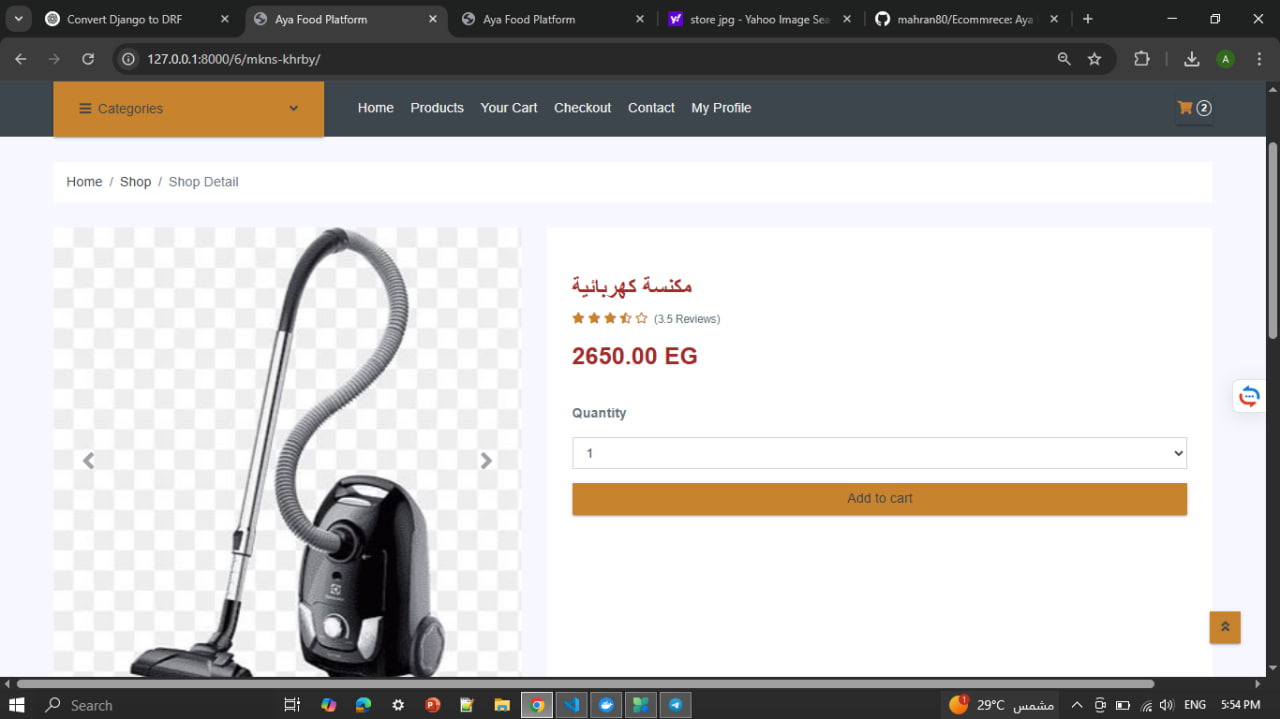 Convert Django to DRF
Aya Food Platform
Aya Food Platform
store jpg - Yahoo Image Sea
mahran80/Ecommrece: Aya
127.0.0.1:8000/6/mkns-khrby/
A
Categories
Home
Products
Your Cart
Checkout
Contact
My Profile
2
Home / Shop / Shop Detail
مكنسة كهربائية
(3.5 Reviews)
2650.00 EG
Quantity
1
Add to cart
Search
1
29°C مشمس
ENG
5:54 PM